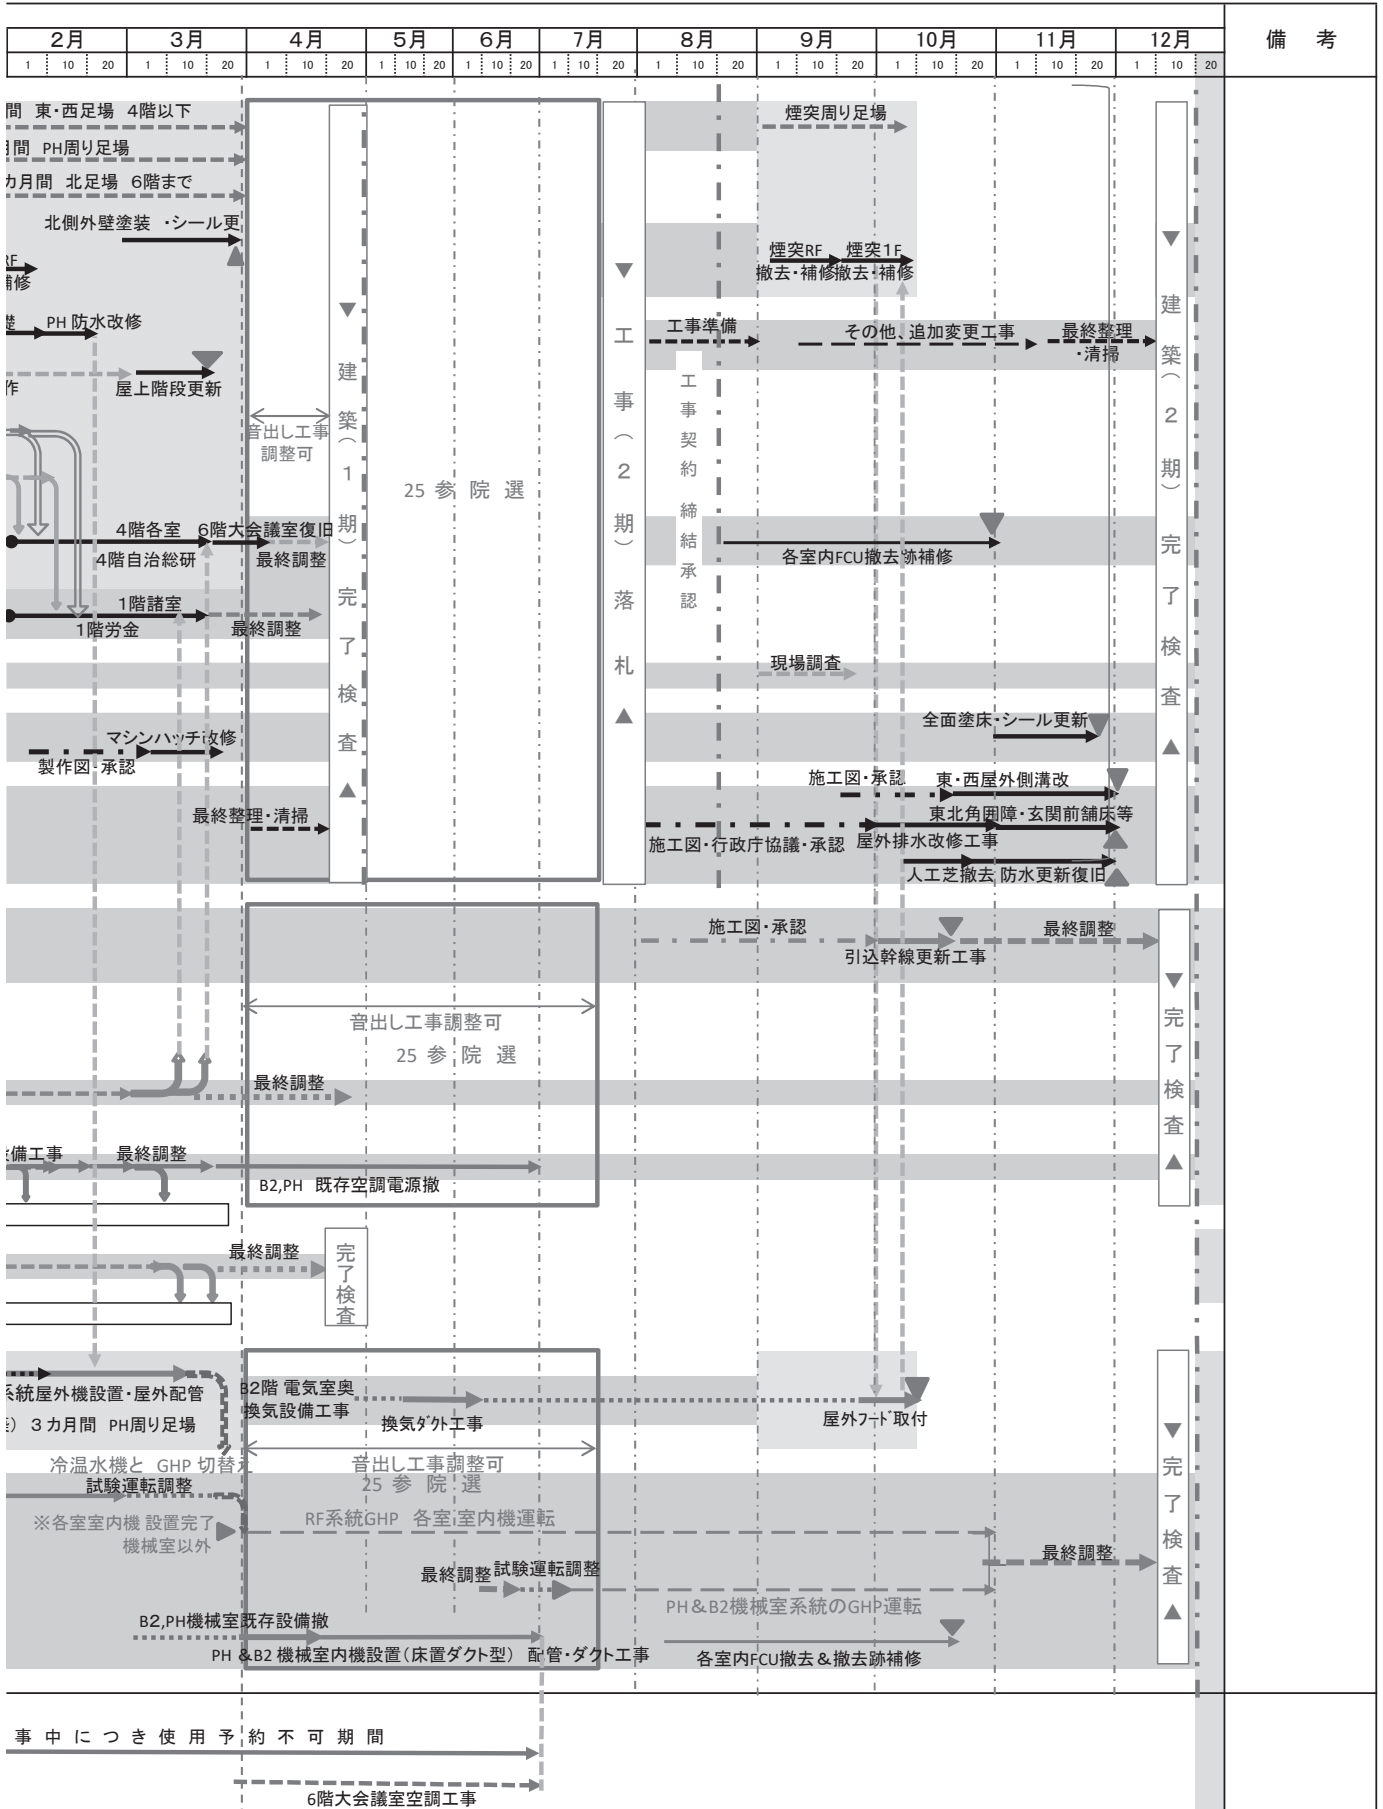 2月 3月 4月 5月 6月 7月 8月 9月 10月 11月 12月 備 考
1 10 20 1 10 20 1 10 20 1 10 20 1 10 20 1 10 20 1 10 20 1 10 20 1 10 20 1 10 20 1 10 20
間 東・西足場 4階以下
煙突周り足場
月間 PH周り足場
カ月間 北足場 6階まで
北側外壁塗装 ・シール更
RF
補修
煙突RF 煙突1F
撤去・補修 撤去・補修
礎 PH 防水改修
工事準備
その他、追加変更工事
最終整理
・清掃
作
屋上階段更新
音出し工事
調整可
▼建築(1期)完了検査▲
25 参 院 選
▼工事(2期)落札▲
工事契約締結承認
▼建築(2期)完了検査▲
4階各室 6階大会議室復旧
4階自治総研
最終調整
各室内FCU撤去跡補修
1階諸室
1階労金
最終調整
現場調査
全面塗床・シール更新
マシンハッチ改修
製作図・承認
施工図・承認
東・西屋外側溝改
最終整理・清掃
東北角囲障・玄関前舗床等
施工図・行政庁協議・承認
屋外排水改修工事
人工芝撤去 防水更新復旧
施工図・承認
最終調整
引込幹線更新工事
▼完了検査▲
音出し工事調整可
25 参 院 選
最終調整
備工事
最終調整
B2,PH 既存空調電源撤
最終調整
完了検査
系統屋外機設置・屋外配管
B2階 電気室奥
換気設備工事
換気ダクト工事
屋外フード取付
) 3カ月間 PH周り足場
▼完了検査▲
冷温水機と GHP 切替え
音出し工事調整可
25 参 院 選
試験運転調整
※各室室内機 設置完了
機械室以外
RF系統GHP 各室 室内機運転
最終調整
最終調整 試験運転調整
PH&B2機械室系統のGHP運転
B2,PH機械室既存設備撤
PH &B2 機械室内機設置(床置ダクト型) 配管・ダクト工事
各室内FCU撤去&撤去跡補修
事 中 に つ き 使 用 予 約 不 可 期 間
6階大会議室空調工事